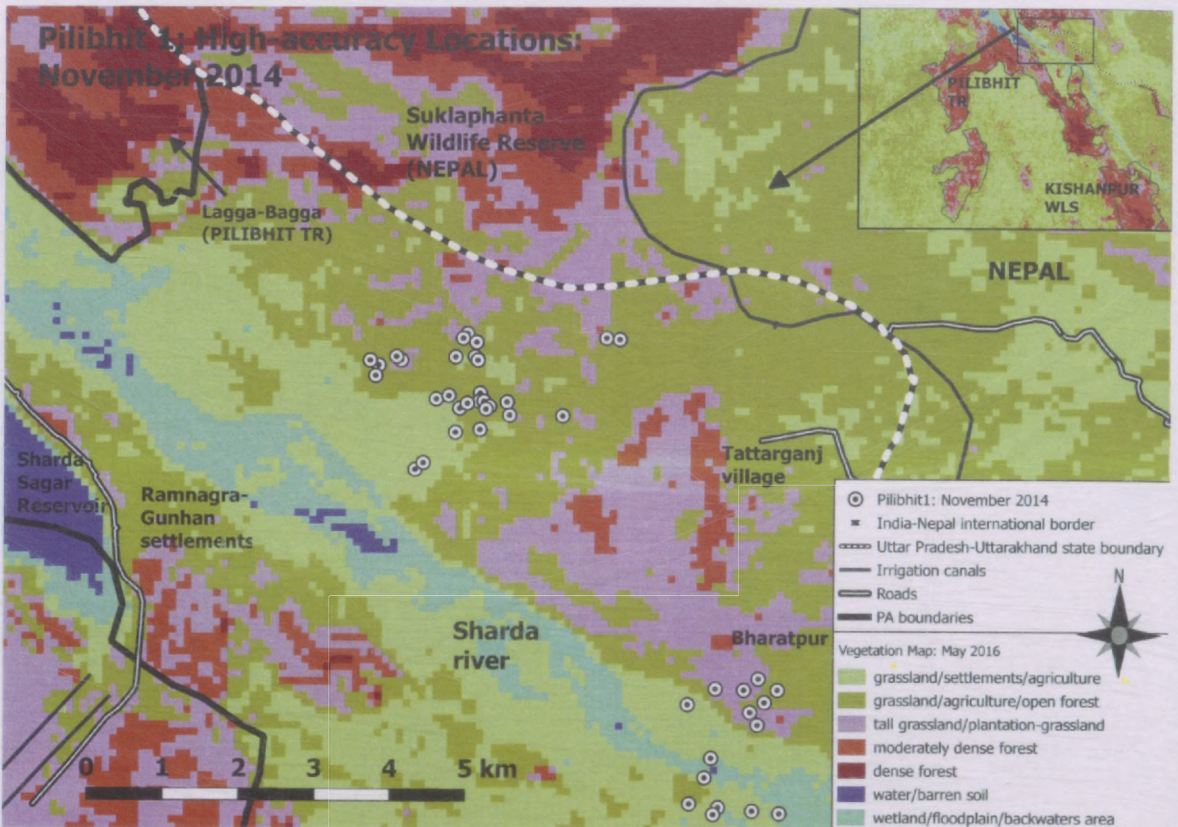 Pilibhit 1: High-accuracy Locations:
November 2014
Suklaphanta
Wildlife Reserve
(NEPAL)
PILIBHIT
TR
KISHANPUR
WLS
Lagga-Bagga
(PILIBHIT TR)
NEPAL
Sharda
Sagar
Reservoir
Ramnagra-
Gunhan
settlements
Tattarganj
village
Sharda
river
Bharatpur
0 1 2 3 4 5 km
Pilibhit1: November 2014
India-Nepal international border
Uttar Pradesh-Uttarakhand state boundary
Irrigation canals
Roads
PA boundaries
N
Vegetation Map: May 2016
grassland/settlements/agriculture
grassland/agriculture/open forest
tall grassland/plantation-grassland
moderately dense forest
dense forest
water/barren soil
wetland/floodplain/backwaters area